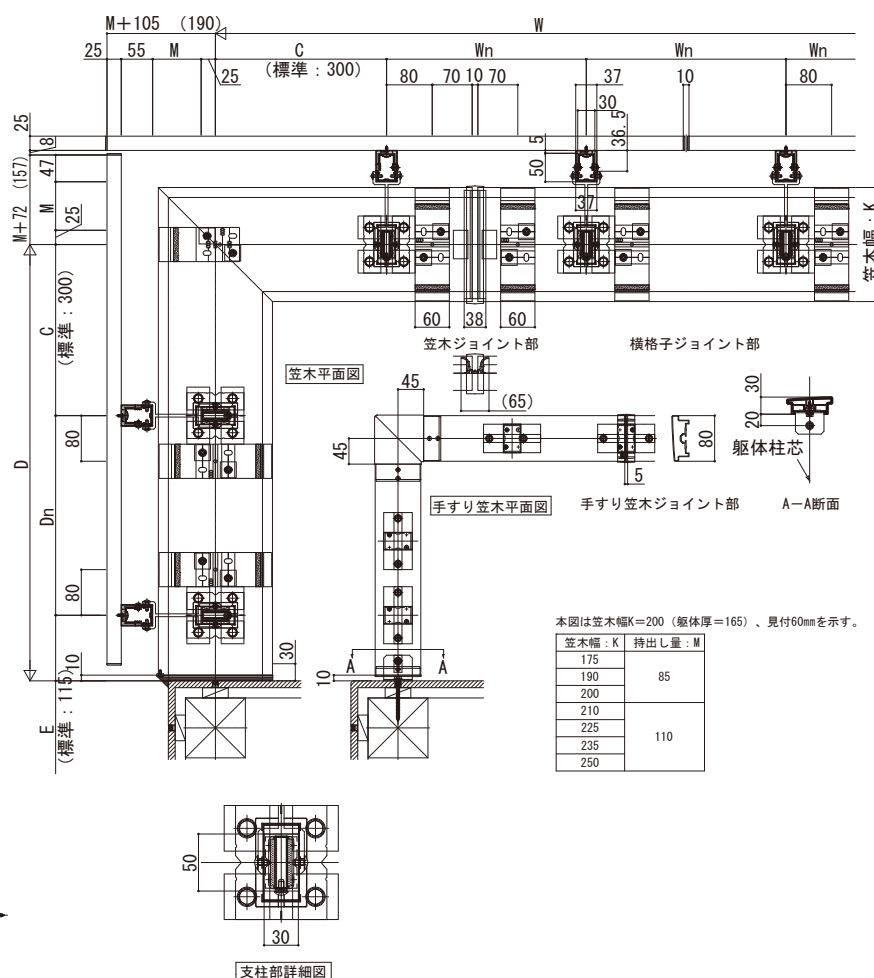 M+105 (190)
W
25
55
M
C
(標準：300)
25
Wn
Wn
Wn
80
70
10
70
37
10
80
30
36.5
25
8
5
50
37
M+72 (157)
47
M
25
笠木幅：K
C
(標準：300)
60
38
60
笠木ジョイント部
横格子ジョイント部
笠木平面図
(65)
45
45
80
5
30
20
躯体柱芯
手すり笠木平面図
手すり笠木ジョイント部
A－A断面
D
80
Dn
80
10
30
10
A
A
E
(標準：115)
本図は笠木幅K＝200（躯体厚＝165）、見付60mmを示す。
笠木幅：K
持出し量：M
175
190
85
200
210
225
110
235
250
50
30
支柱部詳細図